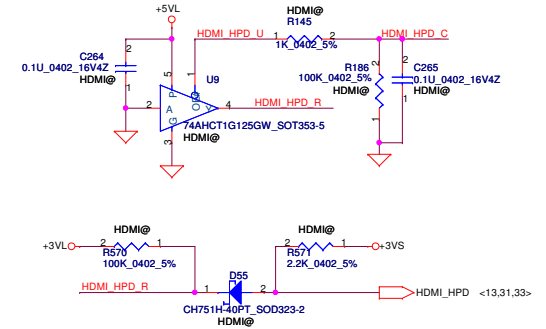 +5VL
HDMI@
HDMI_HPD_U
R145
HDMI_HPD_C
2
1
1K_0402_5%
2
C264
0.1U_0402_16V4Z
HDMI@
1
5
1
U9
P
OE#
2
A
Y
4
HDMI_HPD_R
G
3
74AHCT1G125GW_SOT353-5
HDMI@
2
R186
100K_0402_5%
HDMI@
1
2
C265
0.1U_0402_16V4Z
HDMI@
1
HDMI@
+3VL
2
1
R570
100K_0402_5%
HDMI@
2
1
+3VS
R571
2.2K_0402_5%
HDMI_HPD_R
1
D55
2
HDMI_HPD
<13,31,33>
CH751H-40PT_SOD323-2
HDMI@